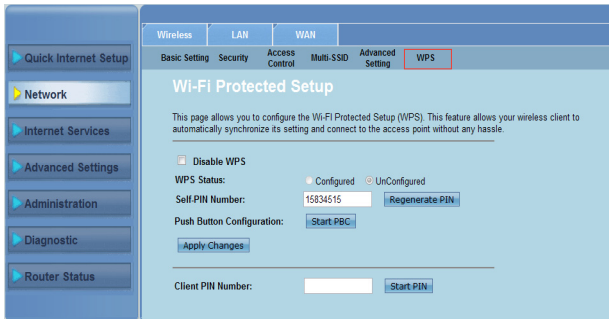 Quick Internet Setup
Network
Internet Services
Advanced Settings
Administration
Diagnostic
Router Status
Wireless LAN WAN
Basic Setting Security Access Control Multi-SSID Advanced Setting WPS
Wi-Fi Protected Setup
This page allows you to configure the Wi-FI Protected Setup (WPS). This feature allows your wireless client to
automatically synchronize its setting and connect to the access point without any hassle.
Disable WPS
WPS Status: Configured UnConfigured
Self-PIN Number: 15834515 Regenerate PIN
Push Button Configuration: Start PBC
Apply Changes
Client PIN Number: Start PIN